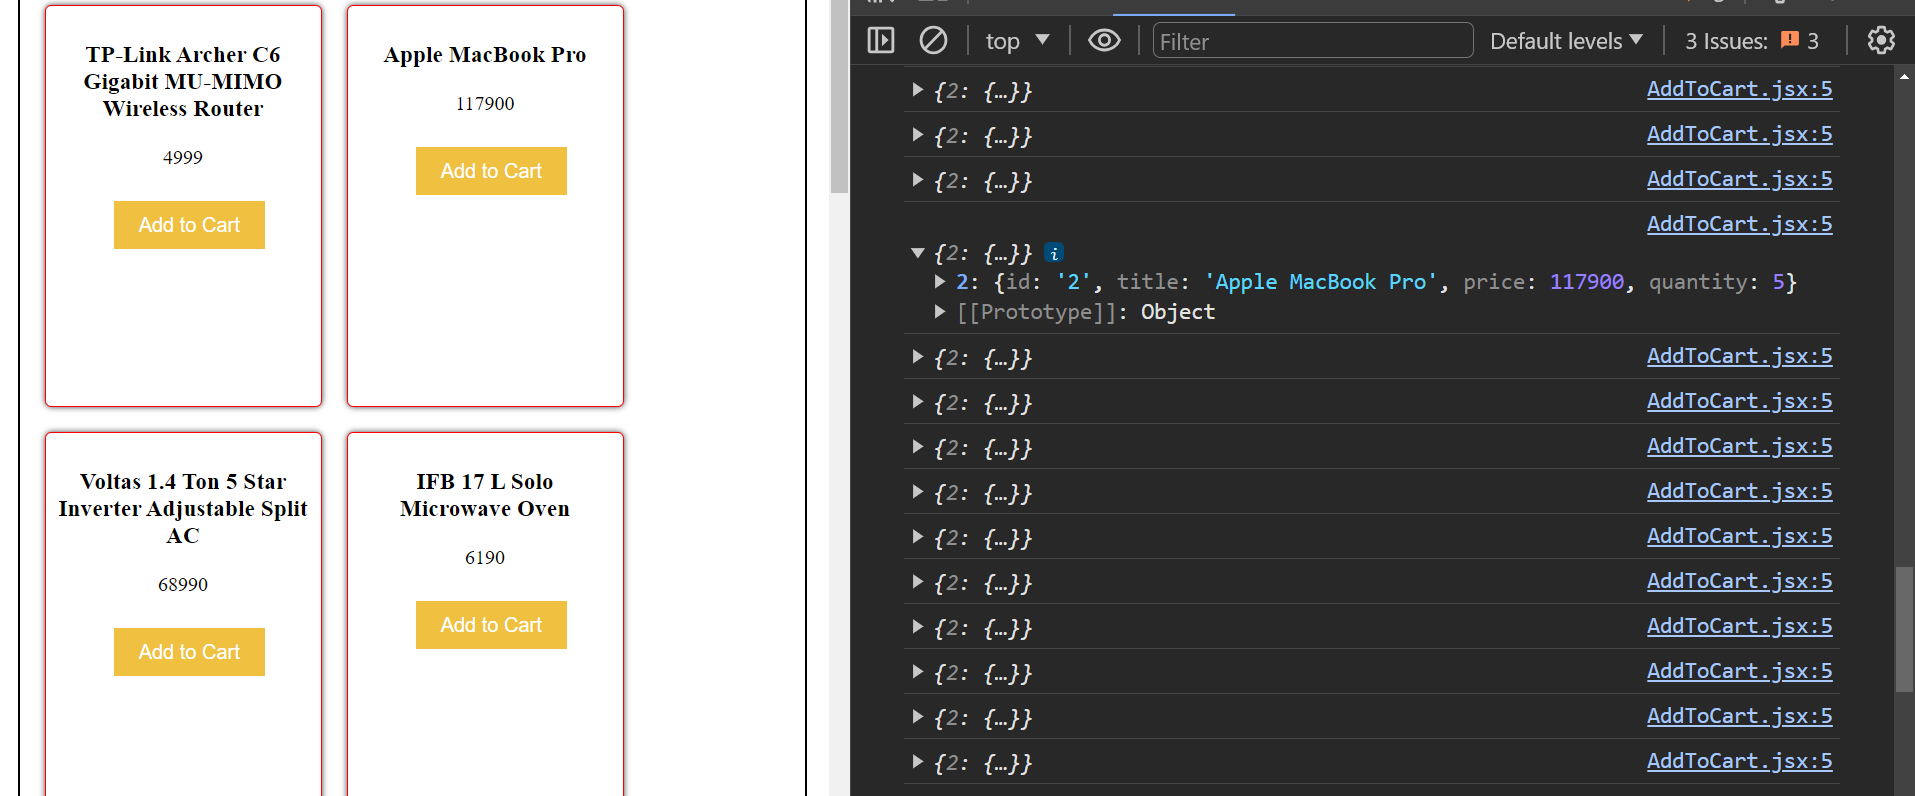 TP-Link Archer C6
Gigabit MU-MIMO
Wireless Router
4999
Add to Cart
Apple MacBook Pro
117900
Add to Cart
Voltas 1.4 Ton 5 Star
Inverter Adjustable Split
AC
68990
Add to Cart
IFB 17 L Solo
Microwave Oven
6190
Add to Cart
top Filter Default levels 3 Issues: 3
{2: {…}} AddToCart.jsx:5
{2: {…}} AddToCart.jsx:5
{2: {…}} AddToCart.jsx:5
AddToCart.jsx:5
{2: {…}} i
2: {id: '2', title: 'Apple MacBook Pro', price: 117900, quantity: 5}
[[Prototype]]: Object
{2: {…}} AddToCart.jsx:5
{2: {…}} AddToCart.jsx:5
{2: {…}} AddToCart.jsx:5
{2: {…}} AddToCart.jsx:5
{2: {…}} AddToCart.jsx:5
{2: {…}} AddToCart.jsx:5
{2: {…}} AddToCart.jsx:5
{2: {…}} AddToCart.jsx:5
{2: {…}} AddToCart.jsx:5
{2: {…}} AddToCart.jsx:5